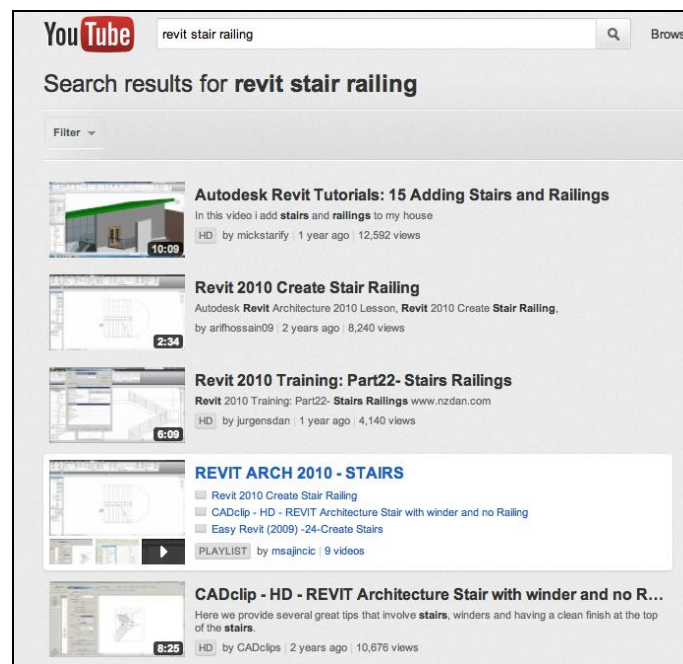 YouTube revit stair railing Brows
Search results for revit stair railing
Filter
Autodesk Revit Tutorials: 15 Adding Stairs and Railings
In this video i add stairs and railings to my house
HD by mickstarify 1 year ago 12,592 views
10:09
Revit 2010 Create Stair Railing
Autodesk Revit Architecture 2010 Lesson, Revit 2010 Create Stair Railing,
by arifhossain09 2 years ago 8,240 views
2:34
Revit 2010 Training: Part22- Stairs Railings
Revit 2010 Training: Part22- Stairs Railings www.nzdan.com
HD by jurgensdan 1 year ago 4,140 views
6:09
REVIT ARCH 2010 - STAIRS
Revit 2010 Create Stair Railing
CADclip - HD - REVIT Architecture Stair with winder and no Railing
Easy Revit (2009) -24-Create Stairs
PLAYLIST by msajincic 9 videos
CADclip - HD - REVIT Architecture Stair with winder and no R...
Here we provide several great tips that involve stairs, winders and having a clean finish at the top
of the stairs.
HD by CADclips 2 years ago 10,676 views
8:25